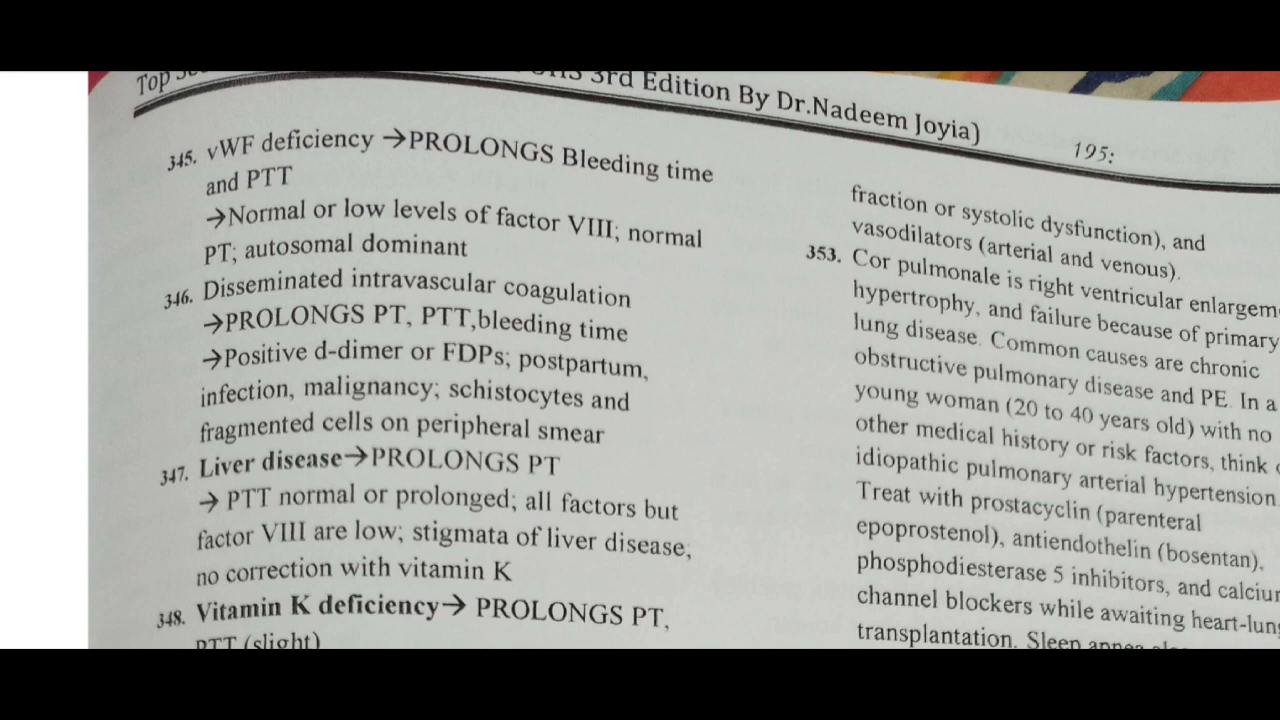 Top
3rd Edition By Dr.Nadeem Joyia)
195:
345. vWF deficiency →PROLONGS Bleeding time
and PTT
→Normal or low levels of factor VIII; normal
PT; autosomal dominant
346. Disseminated intravascular coagulation
→PROLONGS PT, PTT,bleeding time
→Positive d-dimer or FDPs; postpartum,
infection, malignancy; schistocytes and
fragmented cells on peripheral smear
347. Liver disease→PROLONGS PT
→ PTT normal or prolonged; all factors but
factor VIII are low; stigmata of liver disease;
no correction with vitamin K
348. Vitamin K deficiency→ PROLONGS PT,
PTT (slight)
fraction or systolic dysfunction), and
vasodilators (arterial and venous).
353. Cor pulmonale is right ventricular enlargem
hypertrophy, and failure because of primary
lung disease. Common causes are chronic
obstructive pulmonary disease and PE. In a
young woman (20 to 40 years old) with no
other medical history or risk factors, think
idiopathic pulmonary arterial hypertension
Treat with prostacyclin (parenteral
epoprostenol), antiendothelin (bosentan),
phosphodiesterase 5 inhibitors, and calciu
channel blockers while awaiting heart-lun
transplantation. Sleep apnea